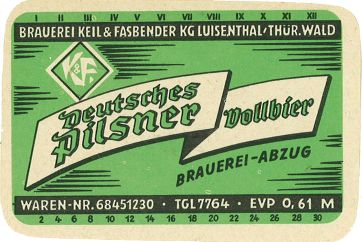 I II III IV V VI VII VIII IX X XI XII
BRAUEREI KEIL & FASBENDER KG LUISENTHAL/THÜR.WALD
K&F
Deutsches
Pilsner
Vollbier
BRAUEREI-ABZUG
WAREN-NR. 68451230 · TGL 7764 · EVP 0,61 M
2 4 6 8 10 12 14 16 18 20 22 24 26 28 30